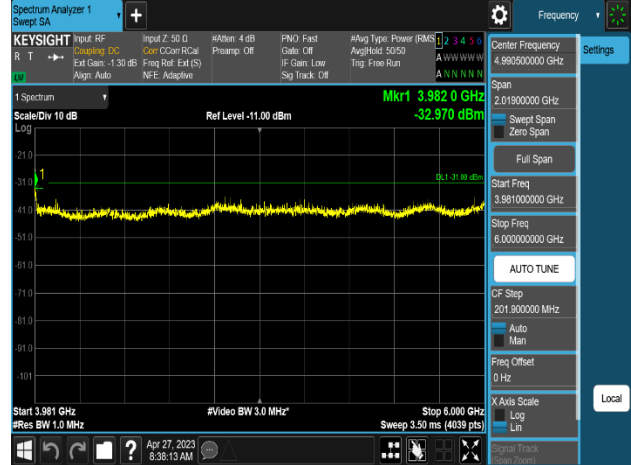 Spectrum Analyzer 1
Swept SA
Frequency
KEYSIGHT
R T
LXI
Input: RF
Coupling: DC
Ext Gain: -1.30 dB
Align: Auto
Input Z: 50 Ω
Corr CCorr RCal
Freq Ref: Ext (S)
NFE: Adaptive
#Atten: 4 dB
Preamp: Off
PNO: Fast
Gate: Off
IF Gain: Low
Sig Track: Off
#Avg Type: Power (RMS
Avg|Hold: 50/50
Trig: Free Run
1 2 3 4 5 6
A W W W W W
A N N N N N
1 Spectrum
Scale/Div 10 dB
Log
Ref Level -11.00 dBm
Mkr1 3.982 0 GHz
-32.970 dBm
-21.0
-31.0
-41.0
-51.0
-61.0
-71.0
-81.0
-91.0
-101
1
DL1 -31.00 dBm
Start 3.981 GHz
#Res BW 1.0 MHz
#Video BW 3.0 MHz*
Stop 6.000 GHz
Sweep 3.50 ms (4039 pts)
Center Frequency
4.990500000 GHz
Settings
Span
2.01900000 GHz
Swept Span
Zero Span
Full Span
Start Freq
3.981000000 GHz
Stop Freq
6.000000000 GHz
AUTO TUNE
CF Step
201.900000 MHz
Auto
Man
Freq Offset
0 Hz
X Axis Scale
Log
Lin
Local
Signal Track
(Span Zoom)
?
Apr 27, 2023
8:38:13 AM